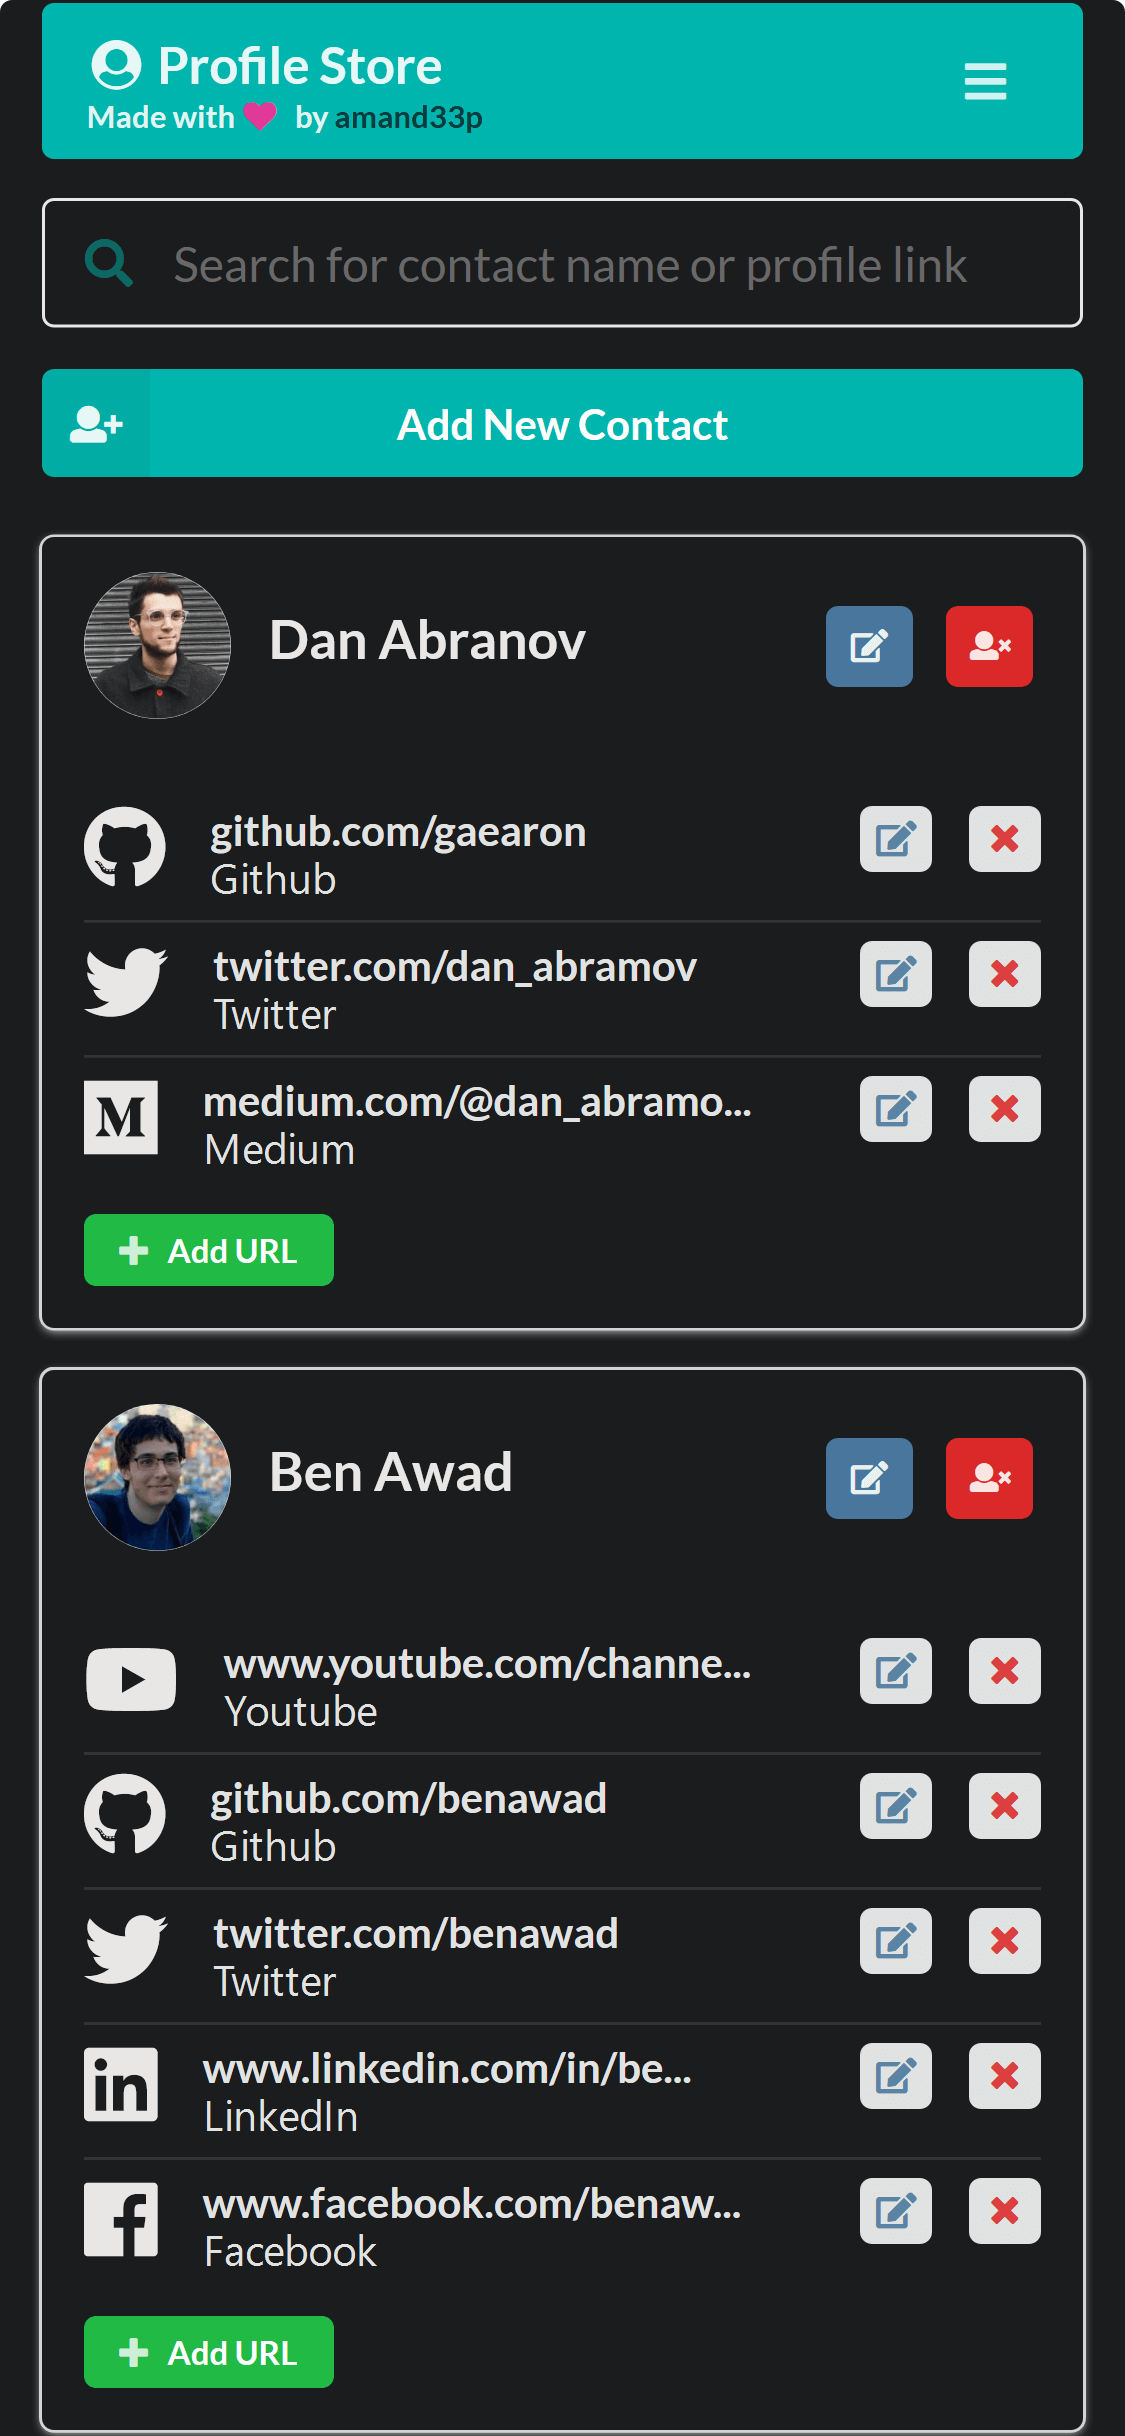 Profile Store
Made with by amand33p
Search for contact name or profile link
Add New Contact
Dan Abranov
github.com/gaearon
Github
twitter.com/dan_abramov
Twitter
medium.com/@dan_abramo...
Medium
Add URL
Ben Awad
www.youtube.com/channe...
Youtube
github.com/benawad
Github
twitter.com/benawad
Twitter
www.linkedin.com/in/be...
LinkedIn
www.facebook.com/benaw...
Facebook
Add URL